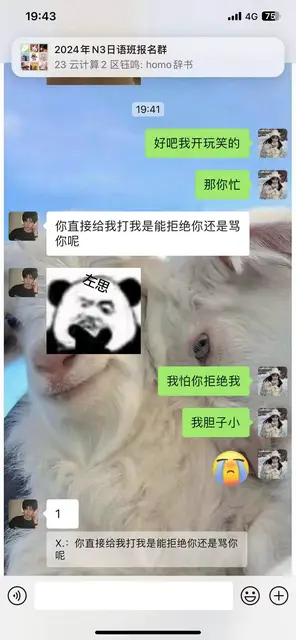 19:43
4G 75
2024年N3日语班报名群
23 云计算2 区钰鸣: homo辞书
19:41
好吧我开玩笑的
那你忙
你直接给我打我是能拒绝你还是骂
你呢
左思
我怕你拒绝我
我胆子小
1
X.：你直接给我打我是能拒绝你还是骂你
呢